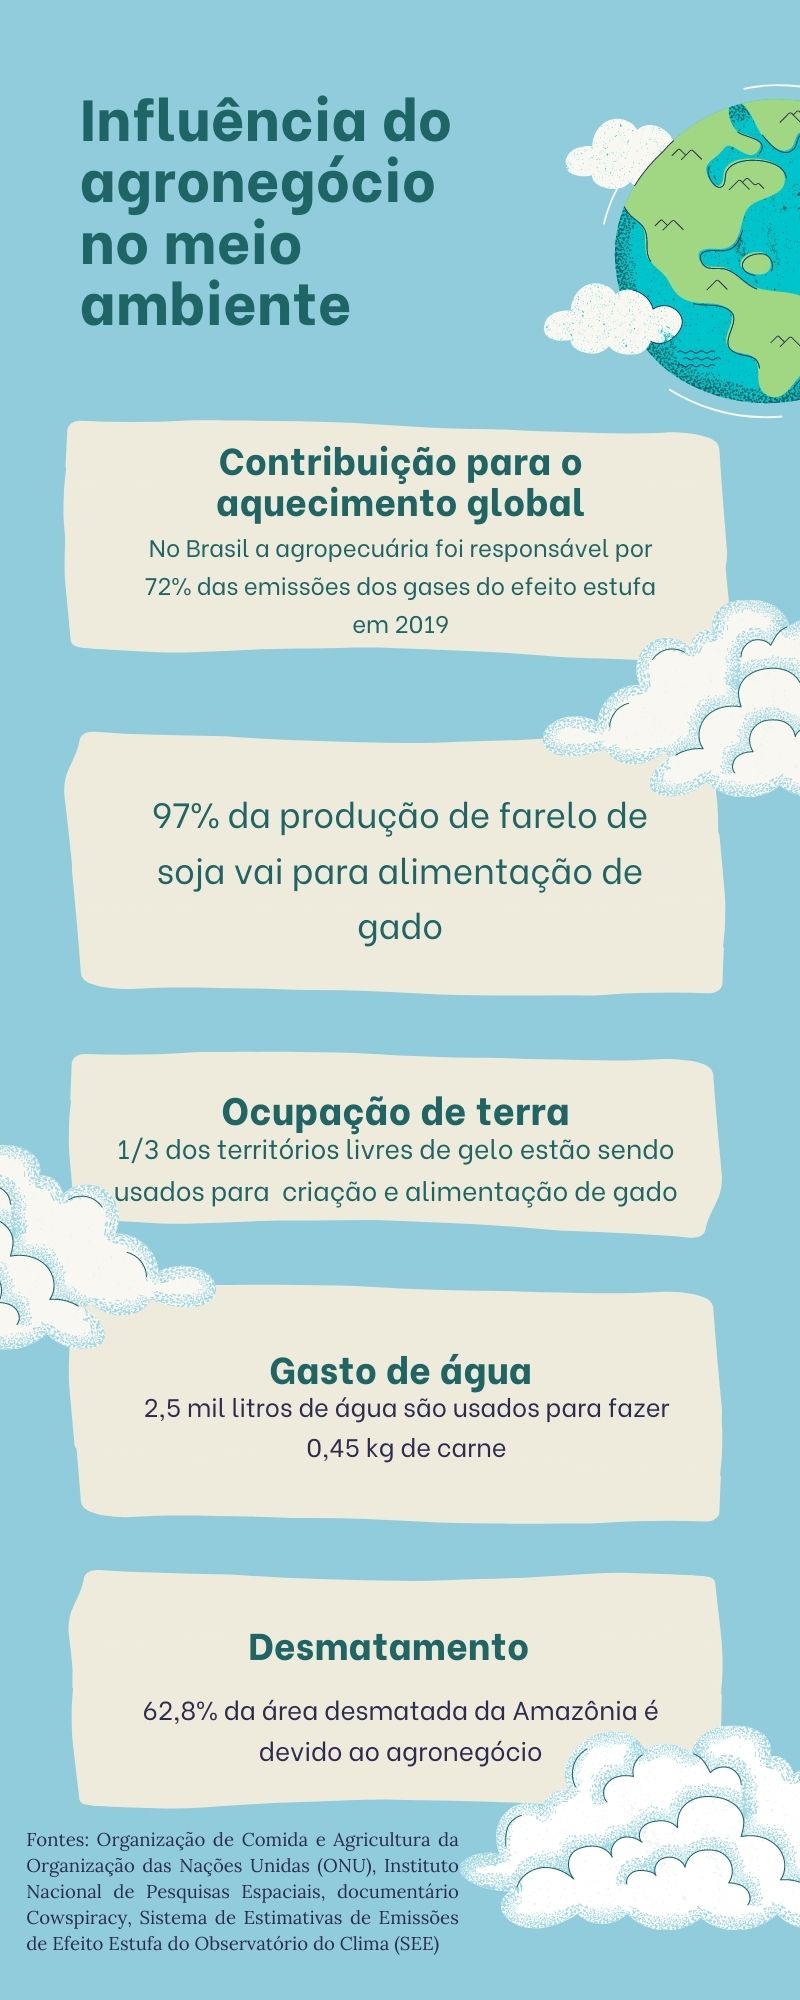 Influência do
agronegócio
no meio
ambiente
Contribuição para o
aquecimento global
No Brasil a agropecuária foi responsável por
72% das emissões dos gases do efeito estufa
em 2019
97% da produção de farelo de
soja vai para alimentação de
gado
Ocupação de terra
1/3 dos territórios livres de gelo estão sendo
usados para  criação e alimentação de gado
Gasto de água
2,5 mil litros de água são usados para fazer
0,45 kg de carne
Desmatamento
62,8% da área desmatada da Amazônia é
devido ao agronegócio
Fontes: Organização de Comida e Agricultura da
Organização das Nações Unidas (ONU), Instituto
Nacional de Pesquisas Espaciais, documentário
Cowspiracy, Sistema de Estimativas de Emissões
de Efeito Estufa do Observatório do Clima (SEE)